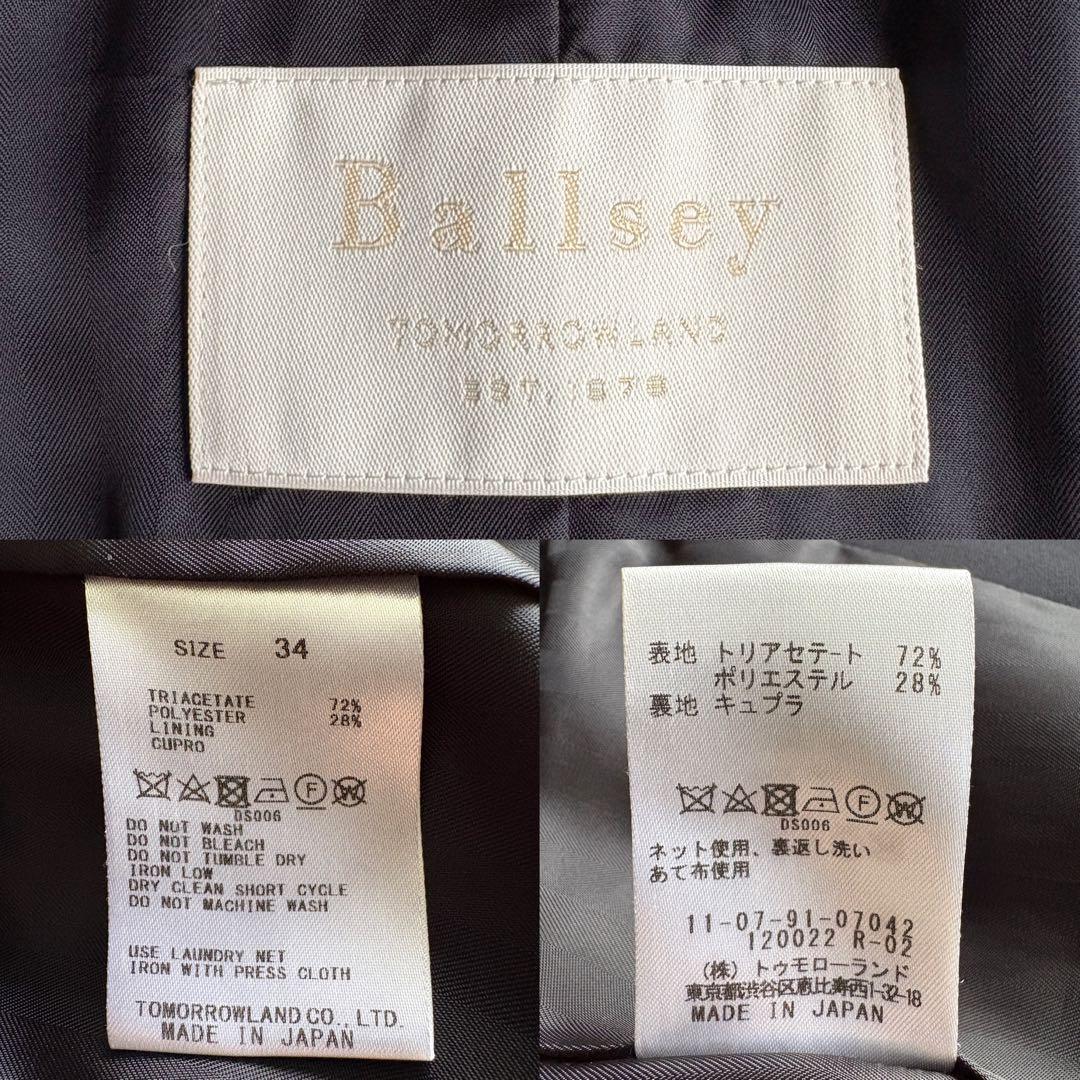 Ballsey
TOMORROWLAND
EST. 1978
SIZE 34
TRIACETATE 72%
POLYESTER 28%
LINING
CUPRO
DS006
DO NOT WASH
DO NOT BLEACH
DO NOT TUMBLE DRY
IRON LOW
DRY CLEAN SHORT CYCLE
DO NOT MACHINE WASH
USE LAUNDRY NET
IRON WITH PRESS CLOTH
TOMORROWLAND CO., LTD.
MADE IN JAPAN
表地 トリアセテート 72%
ポリエステル 28%
裏地 キュプラ
DS006
ネット使用、裏返し洗い
あて布使用
11-07-91-07042
120022 R-02
(株) トゥモローランド
東京都渋谷区恵比寿西1-32-18
MADE IN JAPAN